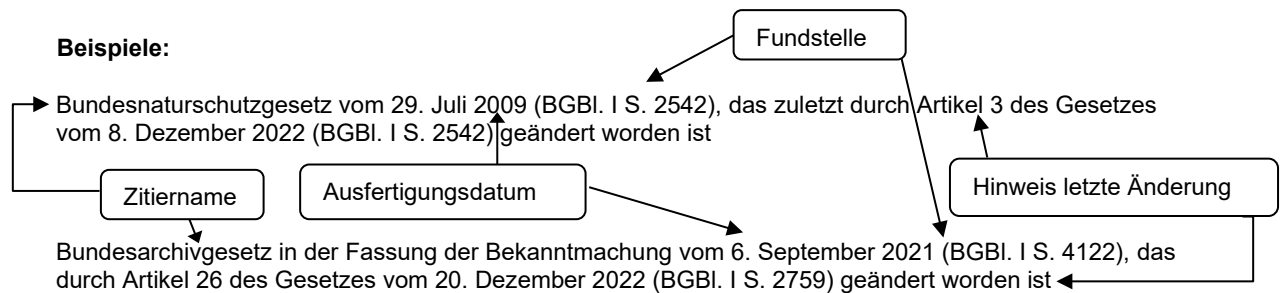 Fundstelle
Beispiele:
Bundesnaturschutzgesetz vom 29. Juli 2009 (BGBl. I S. 2542), das zuletzt durch Artikel 3 des Gesetzes
vom 8. Dezember 2022 (BGBl. I S. 2542) geändert worden ist
Zitiername
Ausfertigungsdatum
Hinweis letzte Änderung
Bundesarchivgesetz in der Fassung der Bekanntmachung vom 6. September 2021 (BGBl. I S. 4122), das
durch Artikel 26 des Gesetzes vom 20. Dezember 2022 (BGBl. I S. 2759) geändert worden ist